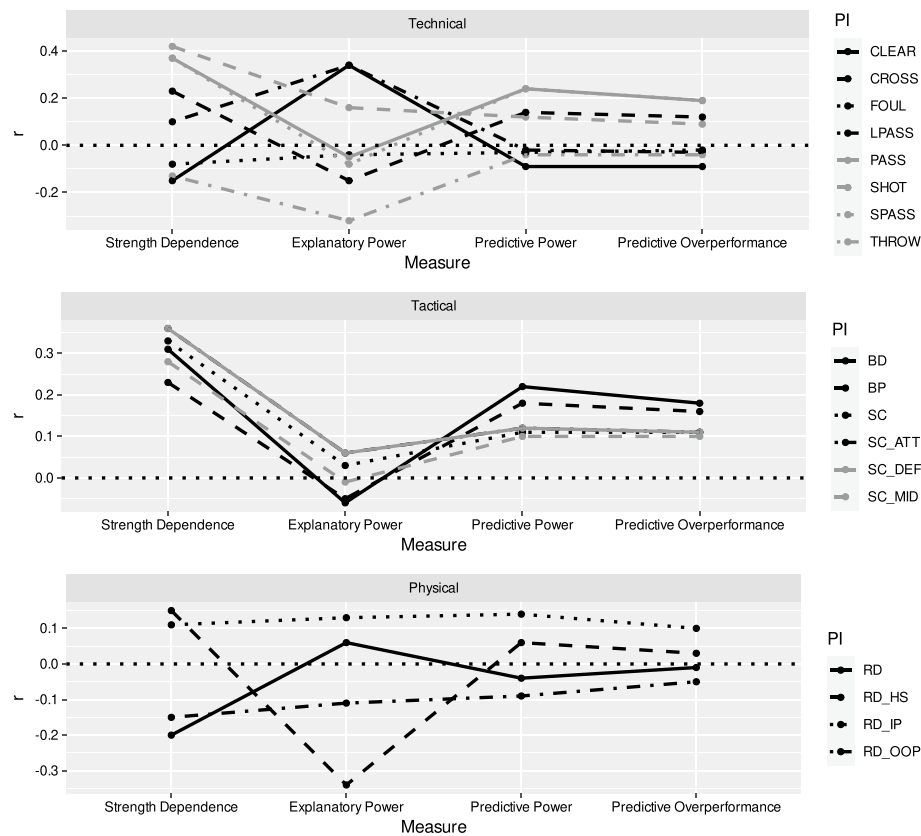 Technical
PI
CLEAR
CROSS
FOUL
LPASS
PASS
SHOT
SPASS
THROW
0.4
0.2
0.0
-0.2
r
Strength Dependence Explanatory Power Predictive Power Predictive Overperformance
Measure
Tactical
PI
BD
BP
SC
SC_ATT
SC_DEF
SC_MID
0.3
0.2
0.1
0.0
r
Strength Dependence Explanatory Power Predictive Power Predictive Overperformance
Measure
Physical
PI
RD
RD_HS
RD_IP
RD_OOP
0.1
0.0
-0.1
-0.2
-0.3
r
Strength Dependence Explanatory Power Predictive Power Predictive Overperformance
Measure